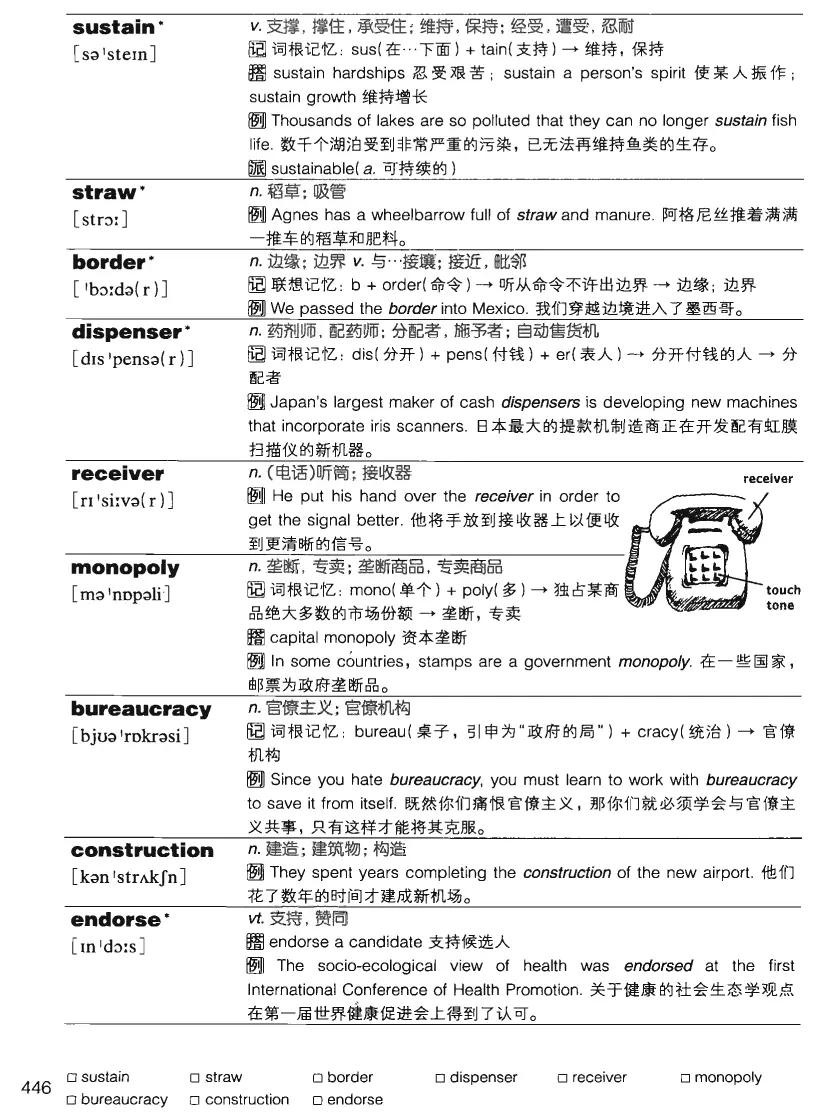 sustain*
[səˈsteɪn]
v. 支撑，撑住，承受住；维持，保持；经受，遭受，忍耐
记 词根记忆：sus(在…下面) + tain(支持) → 维持，保持
搭 sustain hardships 忍受艰苦；sustain a person's spirit 使某人振作；
sustain growth 维持增长
例 Thousands of lakes are so polluted that they can no longer sustain fish
life. 数千个湖泊受到非常严重的污染，已无法再维持鱼类的生存。
派 sustainable(a. 可持续的)
straw*
[strɔː]
n. 稻草；吸管
例 Agnes has a wheelbarrow full of straw and manure. 阿格尼丝推着满满
一推车的稻草和肥料。
border*
[ˈbɔːdə(r)]
n. 边缘；边界 v. 与…接壤；接近，毗邻
记 联想记忆：b + order(命令) → 听从命令不许出边界 → 边缘；边界
例 We passed the border into Mexico. 我们穿越边境进入了墨西哥。
dispenser*
[dɪsˈpensə(r)]
n. 药剂师，配药师；分配者，施予者；自动售货机
记 词根记忆：dis(分开) + pens(付钱) + er(表人) → 分开付钱的人 → 分
配者
例 Japan's largest maker of cash dispensers is developing new machines
that incorporate iris scanners. 日本最大的提款机制造商正在开发配有虹膜
扫描仪的新机器。
receiver
[rɪˈsiːvə(r)]
n. (电话)听筒；接收器
例 He put his hand over the receiver in order to
get the signal better. 他将手放到接收器上以便收
到更清晰的信号。
receiver
touch
tone
monopoly
[məˈnɒpəli]
n. 垄断，专卖；垄断商品，专卖商品
记 词根记忆：mono(单个) + poly(多) → 独占某商
品绝大多数的市场份额 → 垄断，专卖
搭 capital monopoly 资本垄断
例 In some countries, stamps are a government monopoly. 在一些国家，
邮票为政府垄断品。
bureaucracy
[bjʊəˈrɒkrəsi]
n. 官僚主义；官僚机构
记 词根记忆：bureau(桌子，引申为“政府的局”) + cracy(统治) → 官僚
机构
例 Since you hate bureaucracy, you must learn to work with bureaucracy
to save it from itself. 既然你们痛恨官僚主义，那你们就必须学会与官僚主
义共事，只有这样才能将其克服。
construction
[kənˈstrʌkʃn]
n. 建造；建筑物；构造
例 They spent years completing the construction of the new airport. 他们
花了数年的时间才建成新机场。
endorse*
[ɪnˈdɔːs]
vt. 支持，赞同
搭 endorse a candidate 支持候选人
例 The socio-ecological view of health was endorsed at the first
International Conference of Health Promotion. 关于健康的社会生态学观点
在第一届世界健康促进会上得到了认可。
446
□ sustain □ straw □ border □ dispenser □ receiver □ monopoly
□ bureaucracy □ construction □ endorse